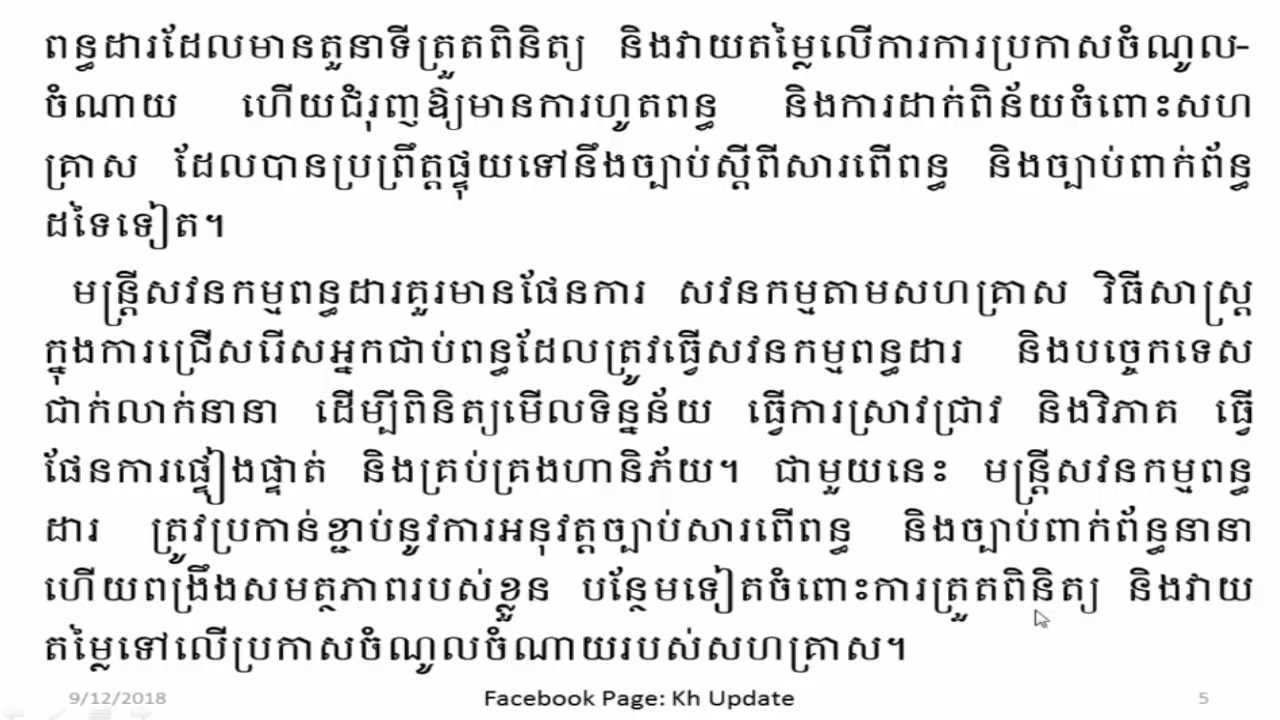 ពន្ធដារដែលមានតួនាទីត្រួតពិនិត្យ និងវាយតម្លៃលើការការប្រកាសចំណូល-
ចំណាយ ហើយជំរុញឱ្យមានការហូតពន្ធ និងការដាក់ពិន័យចំពោះសហ
គ្រាស ដែលបានប្រព្រឹត្តផ្ទុយទៅនឹងច្បាប់ស្តីពីសារពើពន្ធ និងច្បាប់ពាក់ព័ន្ធ
ដទៃទៀត។
មន្ត្រីសវនកម្មពន្ធដារគួរមានផែនការ សវនកម្មតាមសហគ្រាស វិធីសាស្ត្រ
ក្នុងការជ្រើសរើសអ្នកជាប់ពន្ធដែលត្រូវធ្វើសវនកម្មពន្ធដារ និងបច្ចេកទេស
ជាក់លាក់នានា ដើម្បីពិនិត្យមើលទិន្នន័យ ធ្វើការស្រាវជ្រាវ និងវិភាគ ធ្វើ
ផែនការផ្ទៀងផ្ទាត់ និងគ្រប់គ្រងហានិភ័យ។ ជាមួយនេះ មន្ត្រីសវនកម្មពន្ធ
ដារ ត្រូវប្រកាន់ខ្ជាប់នូវការអនុវត្តច្បាប់សារពើពន្ធ និងច្បាប់ពាក់ព័ន្ធនានា
ហើយពង្រឹងសមត្ថភាពរបស់ខ្លួន បន្ថែមទៀតចំពោះការត្រួតពិនិត្យ និងវាយ
តម្លៃទៅលើប្រកាសចំណូលចំណាយរបស់សហគ្រាស។
9/12/2018 Facebook Page: Kh Update 5